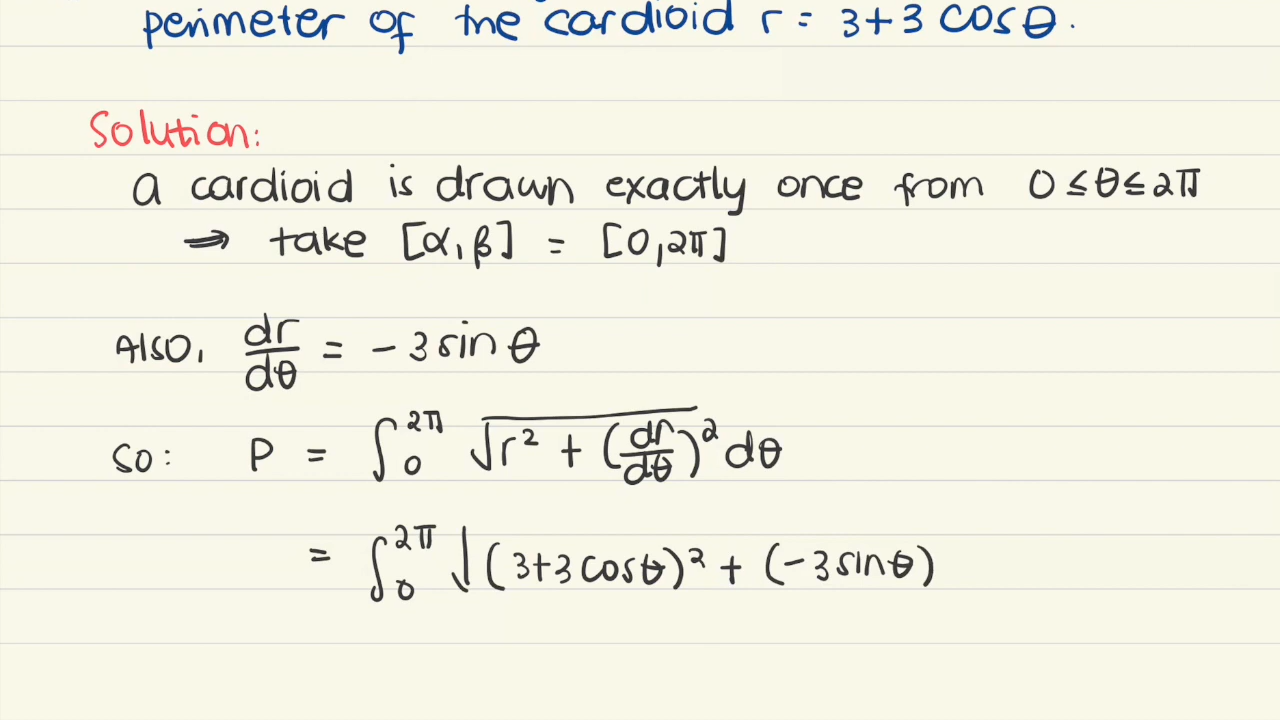 perimeter of the cardioid r = 3+3 cosθ.
Solution:
a cardioid is drawn exactly once from 0≤θ≤2π
⇒ take [α,β] = [0,2π]
Also, dr/dθ = -3 sin θ
So: P = ∫₀^2π √(r² + (dr/dθ)²) dθ
= ∫₀^2π √(3+3cosθ)² + (-3sinθ)